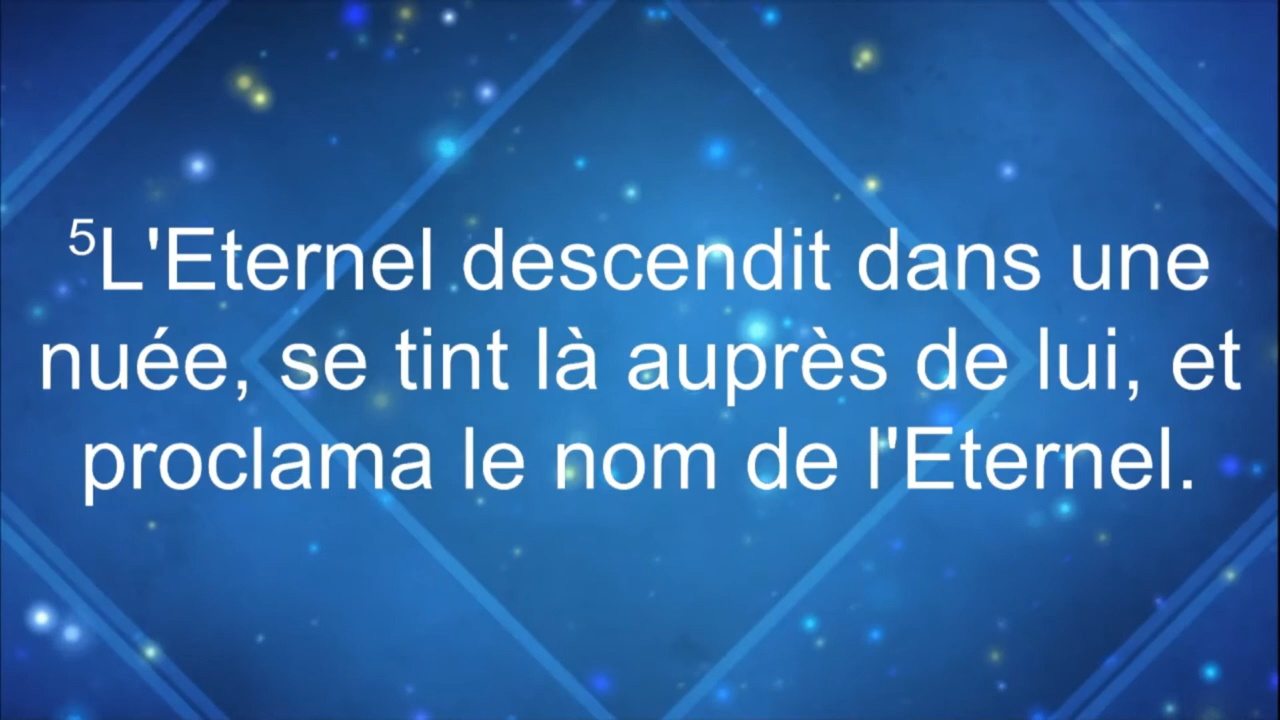 5L'Eternel descendit dans une
nuée, se tint là auprès de lui, et
proclama le nom de l'Eternel.